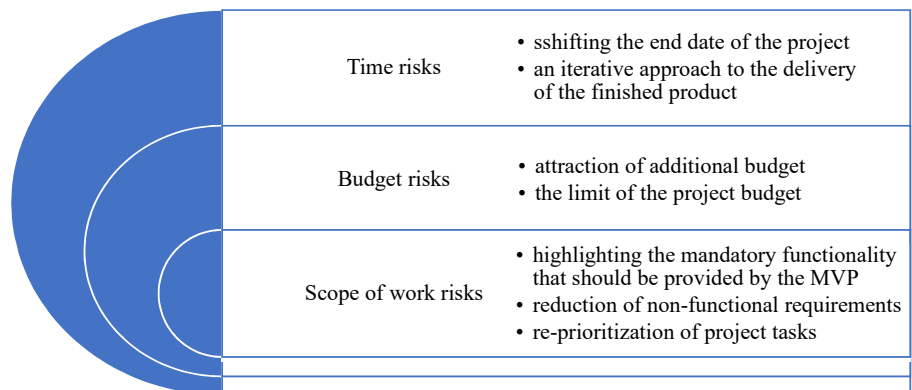 Time risks
• sshifting the end date of the project
• an iterative approach to the delivery
of the finished product
Budget risks
• attraction of additional budget
• the limit of the project budget
Scope of work risks
• highlighting the mandatory functionality
that should be provided by the MVP
• reduction of non-functional requirements
• re-prioritization of project tasks